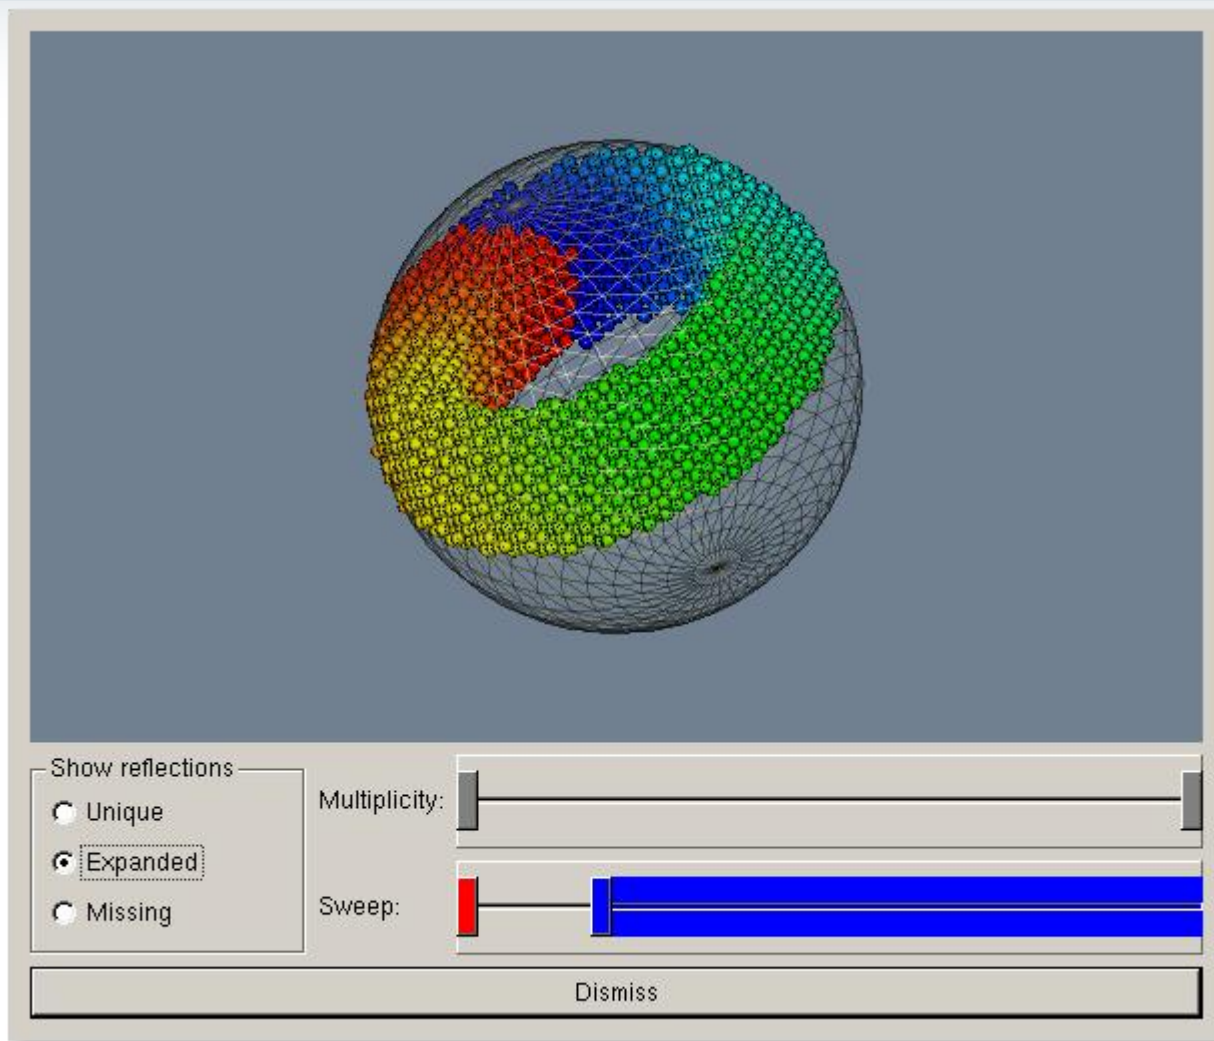 Show reflections
Unique
Expanded
Missing
Multiplicity:
Sweep:
Dismiss